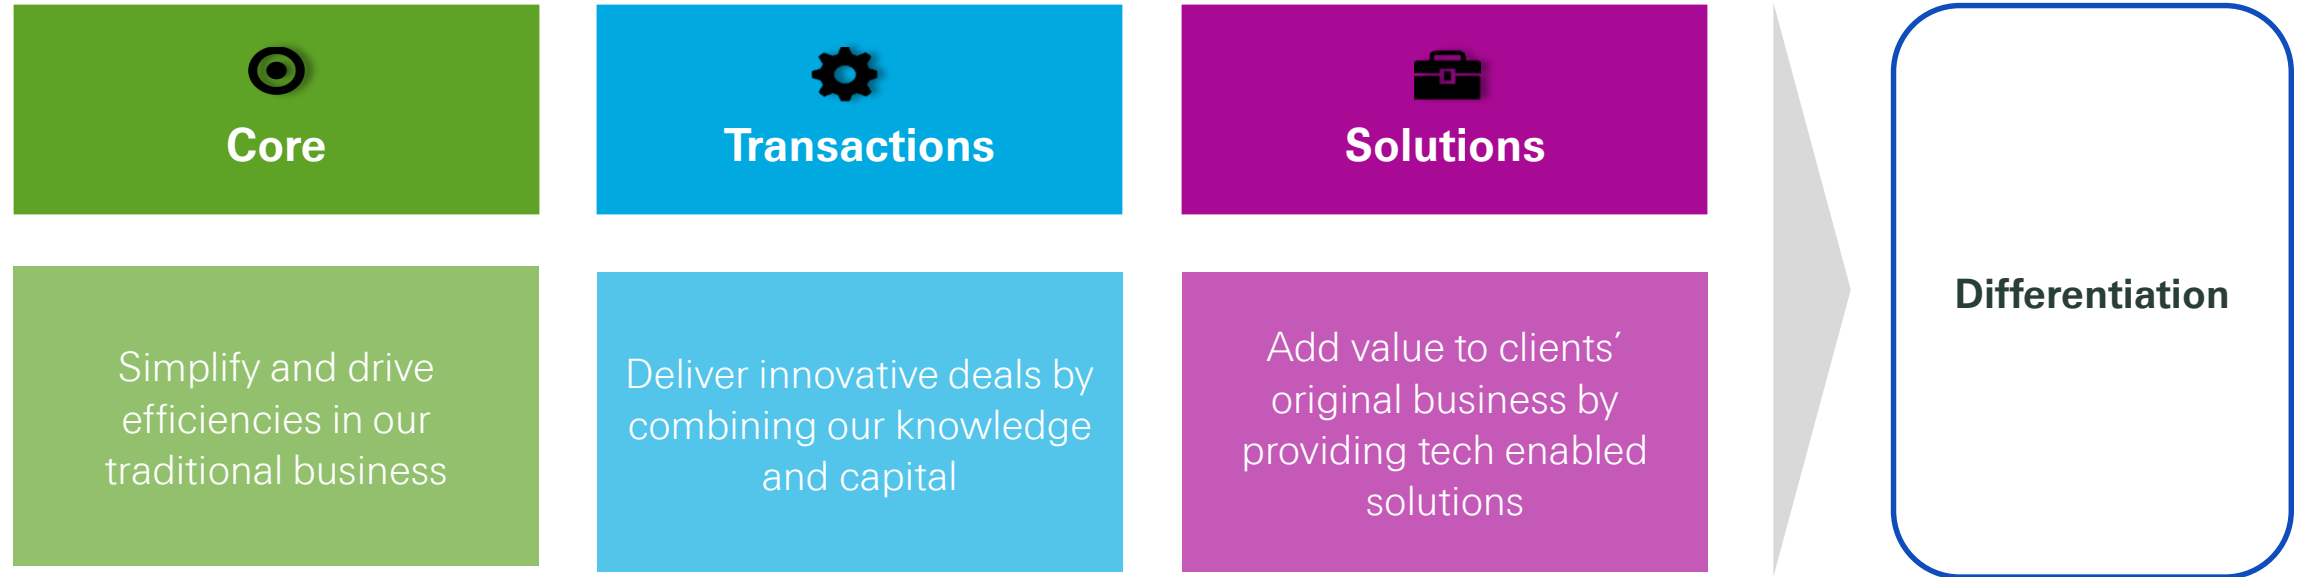 Core
Simplify and drive
efficiencies in our
traditional business
Transactions
Deliver innovative deals by
combining our knowledge
and capital
Solutions
Add value to clients’
original business by
providing tech enabled
solutions
Differentiation